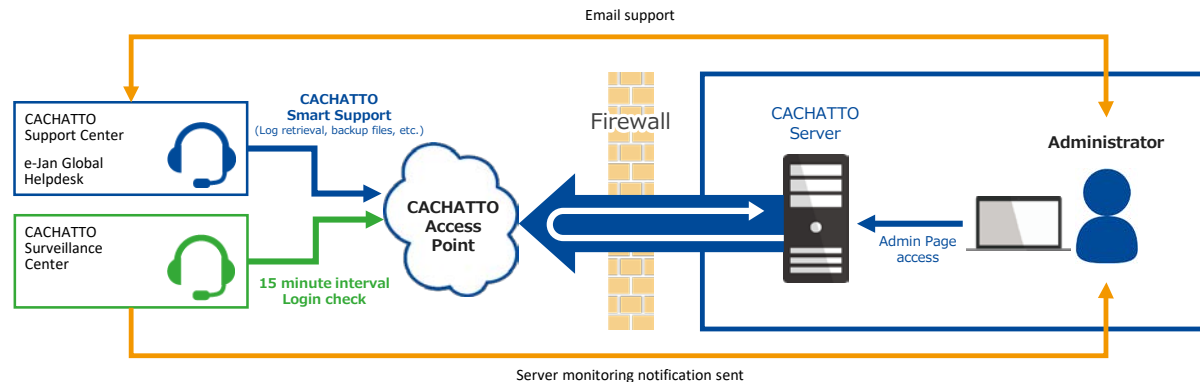 Email support
CACHATTO
Support Center
e-Jan Global
Helpdesk
CACHATTO
Smart Support
(Log retrieval, backup files, etc.)
CACHATTO
Surveillance
Center
15 minute interval
Login check
CACHATTO
Access
Point
Firewall
CACHATTO
Server
Admin Page
access
Administrator
Server monitoring notification sent